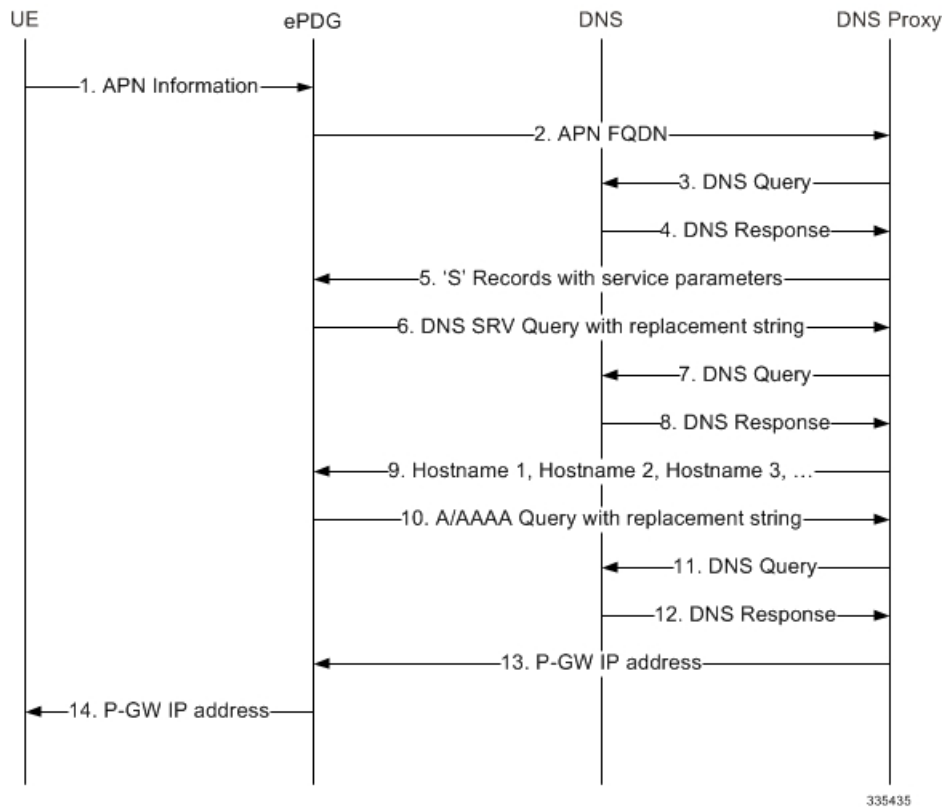 UE
ePDG
DNS
DNS Proxy
1. APN Information
2. APN FQDN
3. DNS Query
4. DNS Response
5. ‘S’ Records with service parameters
6. DNS SRV Query with replacement string
7. DNS Query
8. DNS Response
9. Hostname 1, Hostname 2, Hostname 3, …
10. A/AAAA Query with replacement string
11. DNS Query
12. DNS Response
13. P-GW IP address
14. P-GW IP address
335435